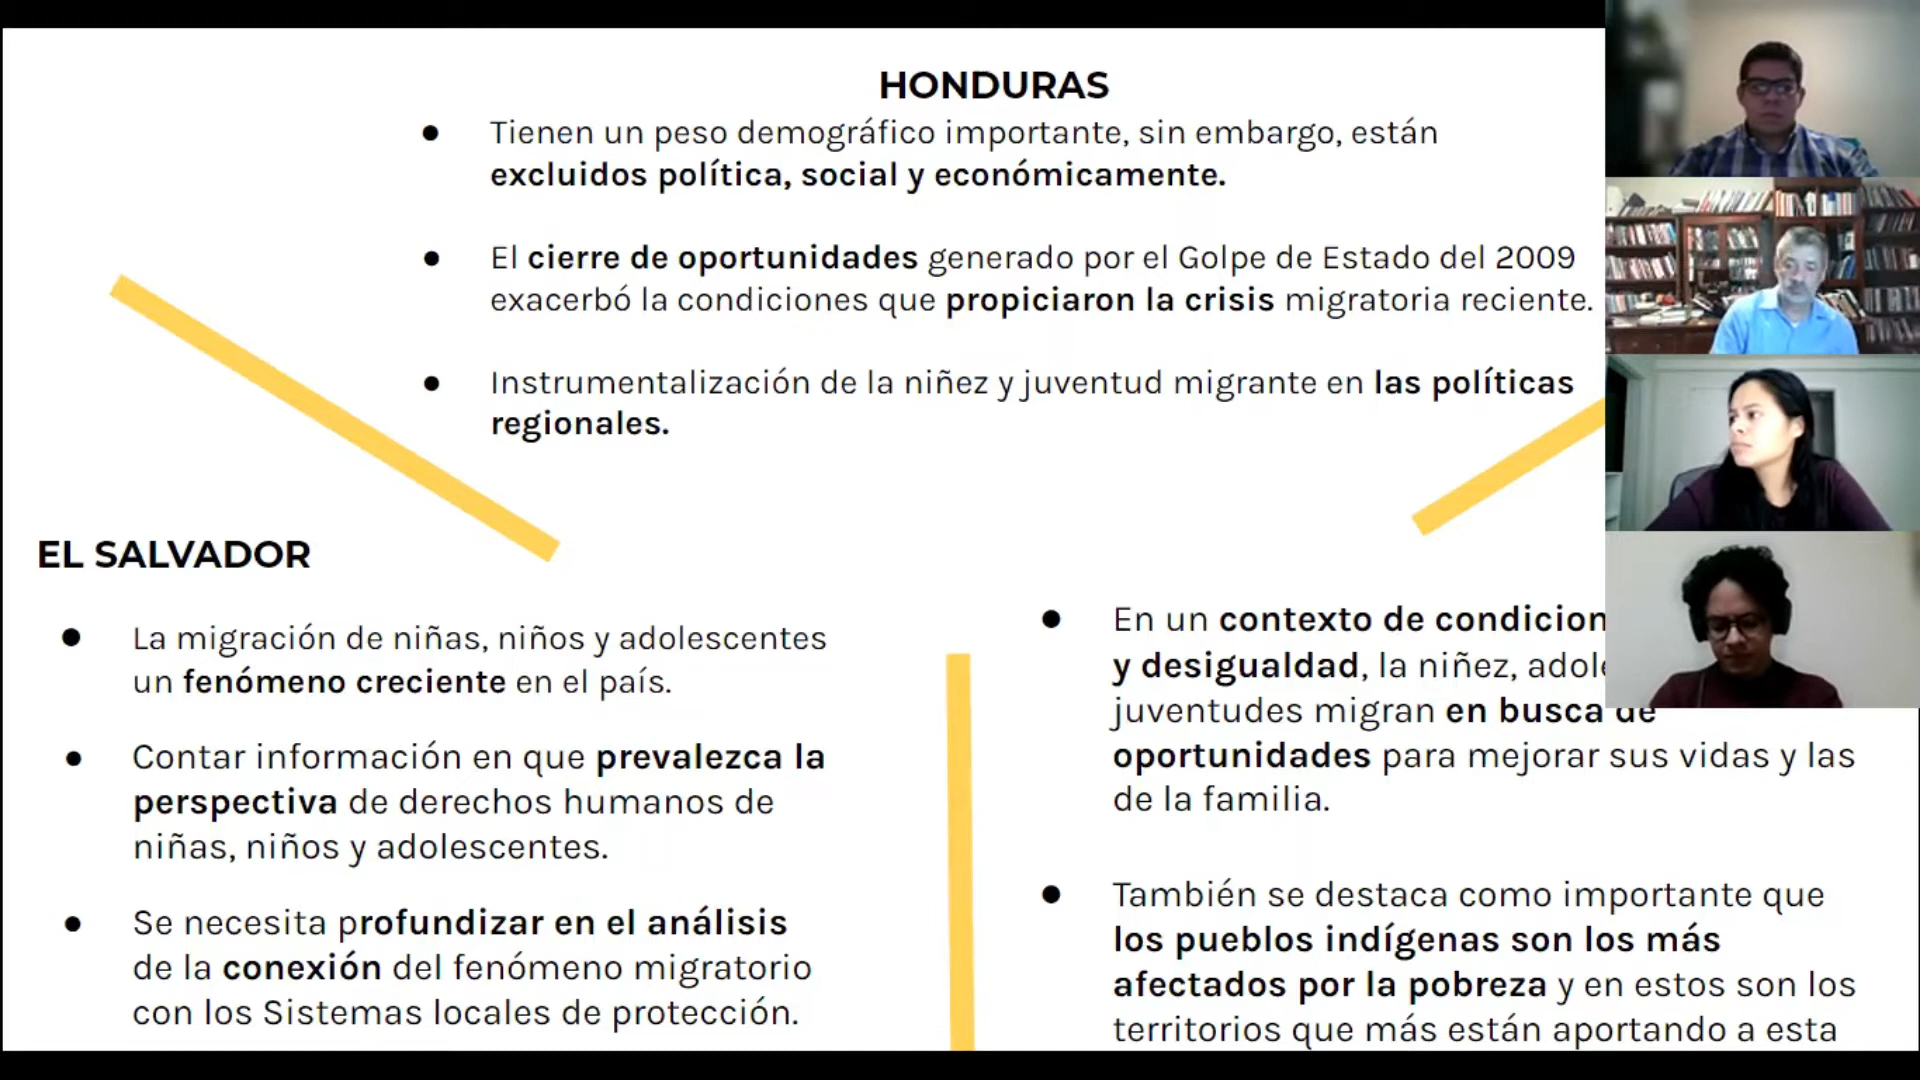 HONDURAS
● Tienen un peso demográfico importante, sin embargo, están
excluidos política, social y económicamente.
● El cierre de oportunidades generado por el Golpe de Estado del 2009
exacerbó la condiciones que propiciaron la crisis migratoria reciente.
● Instrumentalización de la niñez y juventud migrante en las políticas
regionales.
EL SALVADOR
● La migración de niñas, niños y adolescentes
un fenómeno creciente en el país.
● Contar información en que prevalezca la
perspectiva de derechos humanos de
niñas, niños y adolescentes.
● Se necesita profundizar en el análisis
de la conexión del fenómeno migratorio
con los Sistemas locales de protección.
● En un contexto de condicion
y desigualdad, la niñez, adol
juventudes migran en busca de
oportunidades para mejorar sus vidas y las
de la familia.
● También se destaca como importante que
los pueblos indígenas son los más
afectados por la pobreza y en estos son los
territorios que más están aportando a esta